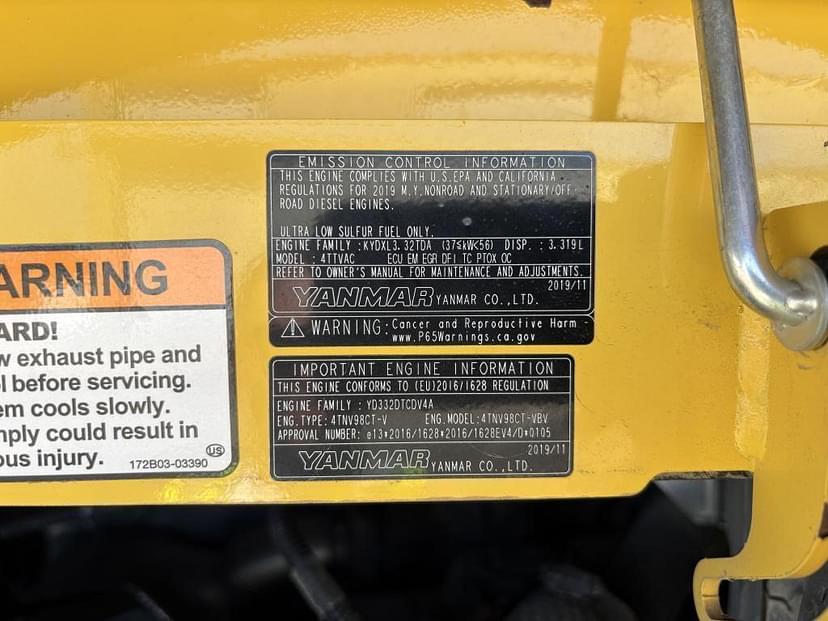 EMISSION CONTROL INFORMATION
THIS ENGINE COMPLIES WITH U.S.EPA AND CALIFORNIA
REGULATIONS FOR 2019 M.Y.NONROAD AND STATIONARY/OFF-
ROAD DIESEL ENGINES.
ULTRA LOW SULFUR FUEL ONLY.
ENGINE FAMILY : KYDXL3.32TDA (37≤kW<56) DISP. : 3.319L
MODEL : 4TTVAC ECU EM EGR DFI TC PTOX OC
REFER TO OWNER'S MANUAL FOR MAINTENANCE AND ADJUSTMENTS.
2019/11
YANMAR YANMAR CO.,LTD.
WARNING: Cancer and Reproductive Harm -
www.P65Warnings.ca.gov
IMPORTANT ENGINE INFORMATION
THIS ENGINE CONFORMS TO (EU)2016/1628 REGULATION
ENGINE FAMILY : YD332DTCDV4A
ENG.TYPE: 4TNV98CT-V ENG.MODEL: 4TNV98CT-VBV
APPROVAL NUMBER: e13*2016/1628*2016/1628EV4/D*0105
2019/11
YANMAR YANMAR CO.,LTD.
ARNING
ARD!
w exhaust pipe and
l before servicing.
em cools slowly.
mply could result in
ous injury.
172B03-03390
US